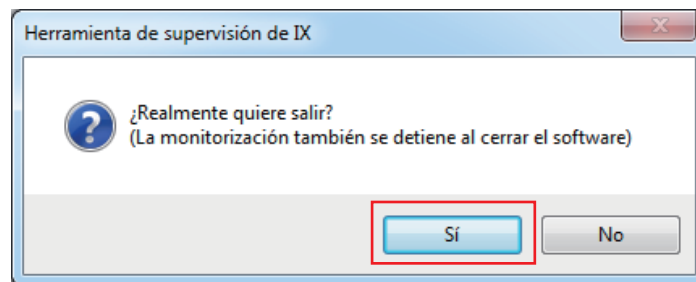 Herramienta de supervisión de IX
¿Realmente quiere salir?
(La monitorización también se detiene al cerrar el software)
Sí
No